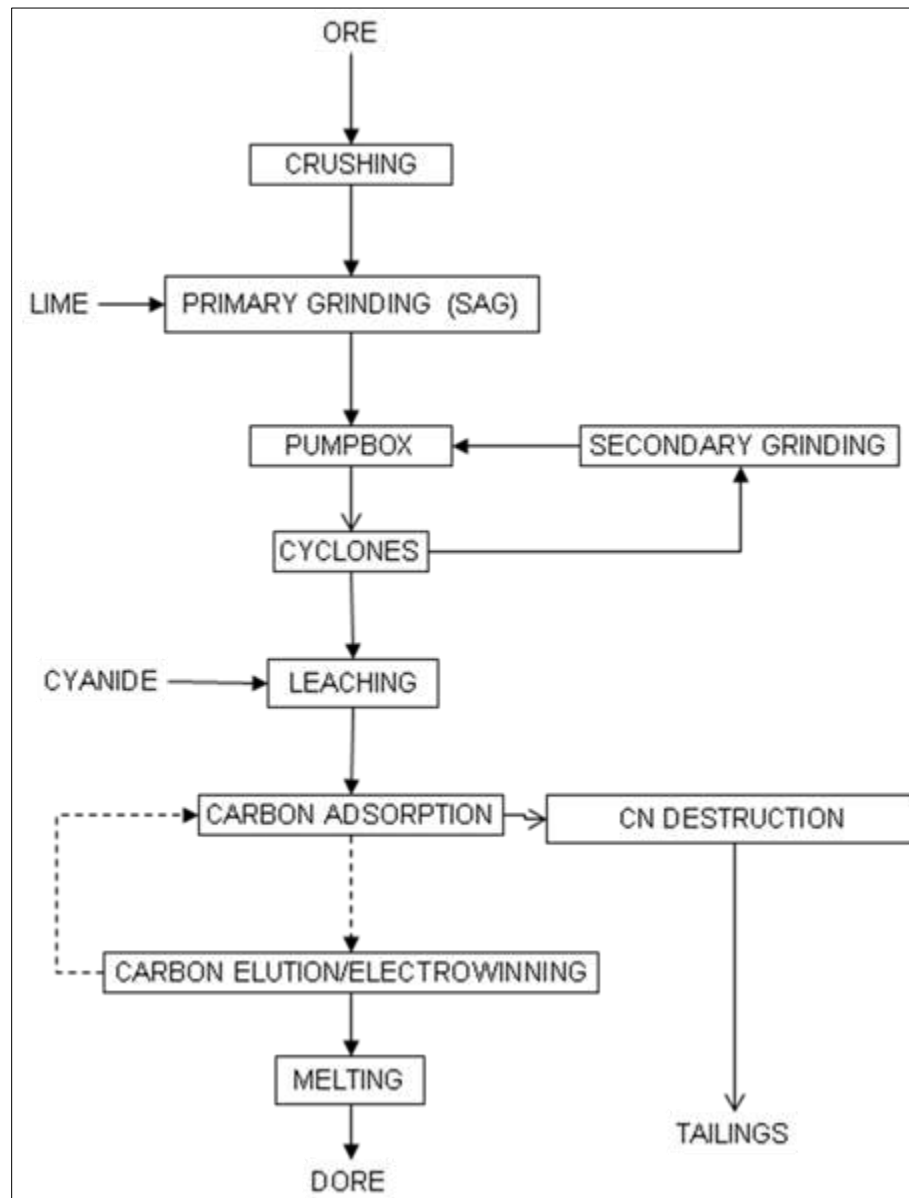 ORE
CRUSHING
LIME
PRIMARY GRINDING (SAG)
PUMPBOX
SECONDARY GRINDING
CYCLONES
CYANIDE
LEACHING
CARBON ADSORPTION
CN DESTRUCTION
CARBON ELUTION/ELECTROWINNING
MELTING
TAILINGS
DORE